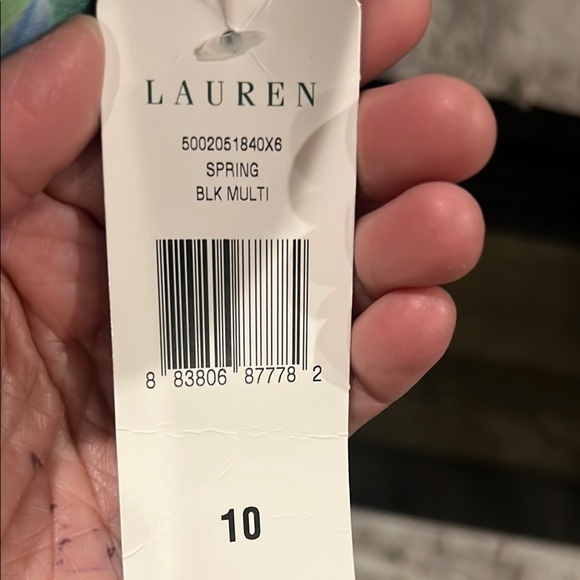 LAUREN
5002051840X6
SPRING
BLK MULTI
8 83806 87778 2
10